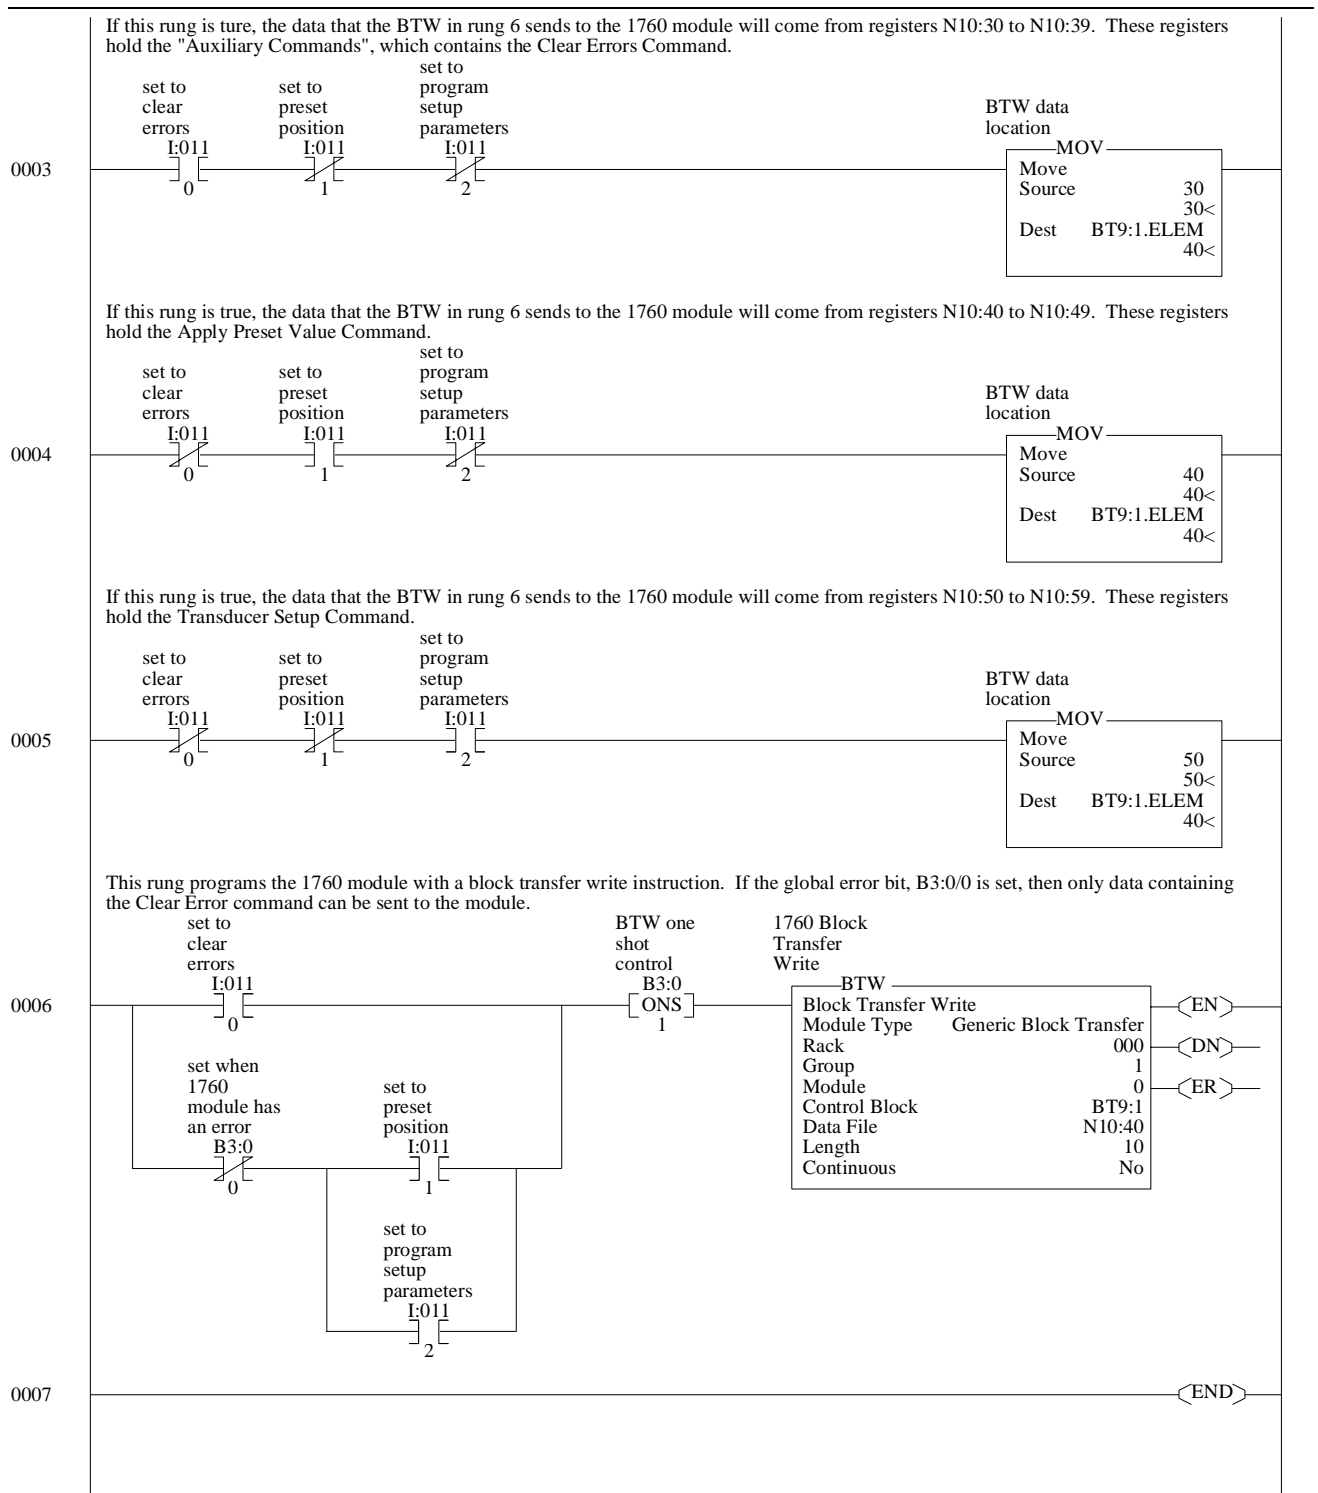 If this rung is ture, the data that the BTW in rung 6 sends to the 1760 module will come from registers N10:30 to N10:39.  These registers
hold the "Auxiliary Commands", which contains the Clear Errors Command.
set to
clear
errors
I:011
0
set to
preset
position
I:011
1
set to
program
setup
parameters
I:011
2
BTW data
location
0003
MOV
Move
Source 30
30<
Dest BT9:1.ELEM
40<
If this rung is true, the data that the BTW in rung 6 sends to the 1760 module will come from registers N10:40 to N10:49.  These registers
hold the Apply Preset Value Command.
set to
clear
errors
I:011
0
set to
preset
position
I:011
1
set to
program
setup
parameters
I:011
2
BTW data
location
0004
MOV
Move
Source 40
40<
Dest BT9:1.ELEM
40<
If this rung is true, the data that the BTW in rung 6 sends to the 1760 module will come from registers N10:50 to N10:59.  These registers
hold the Transducer Setup Command.
set to
clear
errors
I:011
0
set to
preset
position
I:011
1
set to
program
setup
parameters
I:011
2
BTW data
location
0005
MOV
Move
Source 50
50<
Dest BT9:1.ELEM
40<
This rung programs the 1760 module with a block transfer write instruction.  If the global error bit, B3:0/0 is set, then only data containing
the Clear Error command can be sent to the module.
set to
clear
errors
I:011
0
BTW one
shot
control
B3:0
ONS
1
1760 Block
Transfer
Write
0006
BTW
Block Transfer Write
Module Type Generic Block Transfer
Rack 000
Group 1
Module 0
Control Block BT9:1
Data File N10:40
Length 10
Continuous No
EN
DN
ER
set when
1760
module has
an error
B3:0
0
set to
preset
position
I:011
1
set to
program
setup
parameters
I:011
2
0007
END